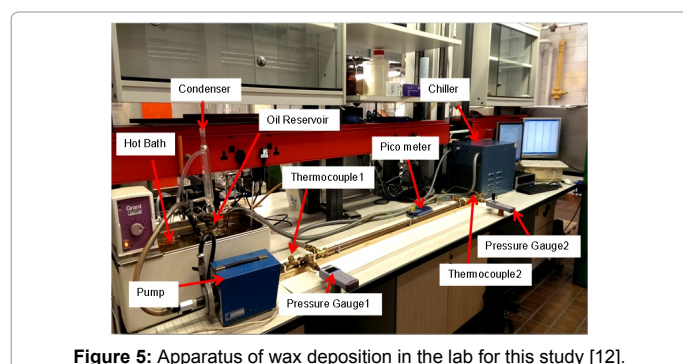 Condenser
Chiller
Oil Reservoir
Hot Bath
Pico meter
Thermocouple1
Grant
Pressure Gauge2
Thermocouple2
Pump
Pressure Gauge1
Figure 5: Apparatus of wax deposition in the lab for this study [12].